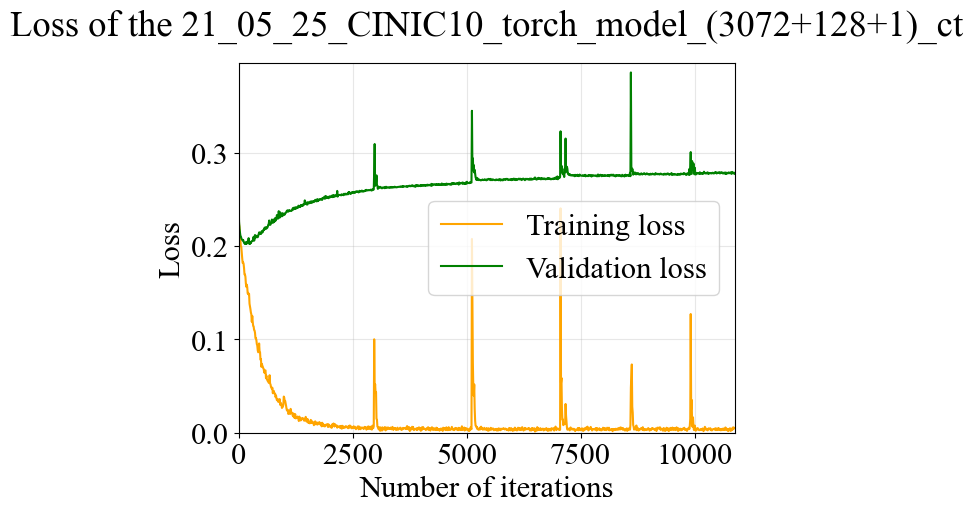 Loss of the 21_05_25_CINIC10_torch_model_(3072+128+1)_ct
0.3
0.2
0.1
0.0
Loss
Training loss
Validation loss
0 2500 5000 7500 10000
Number of iterations